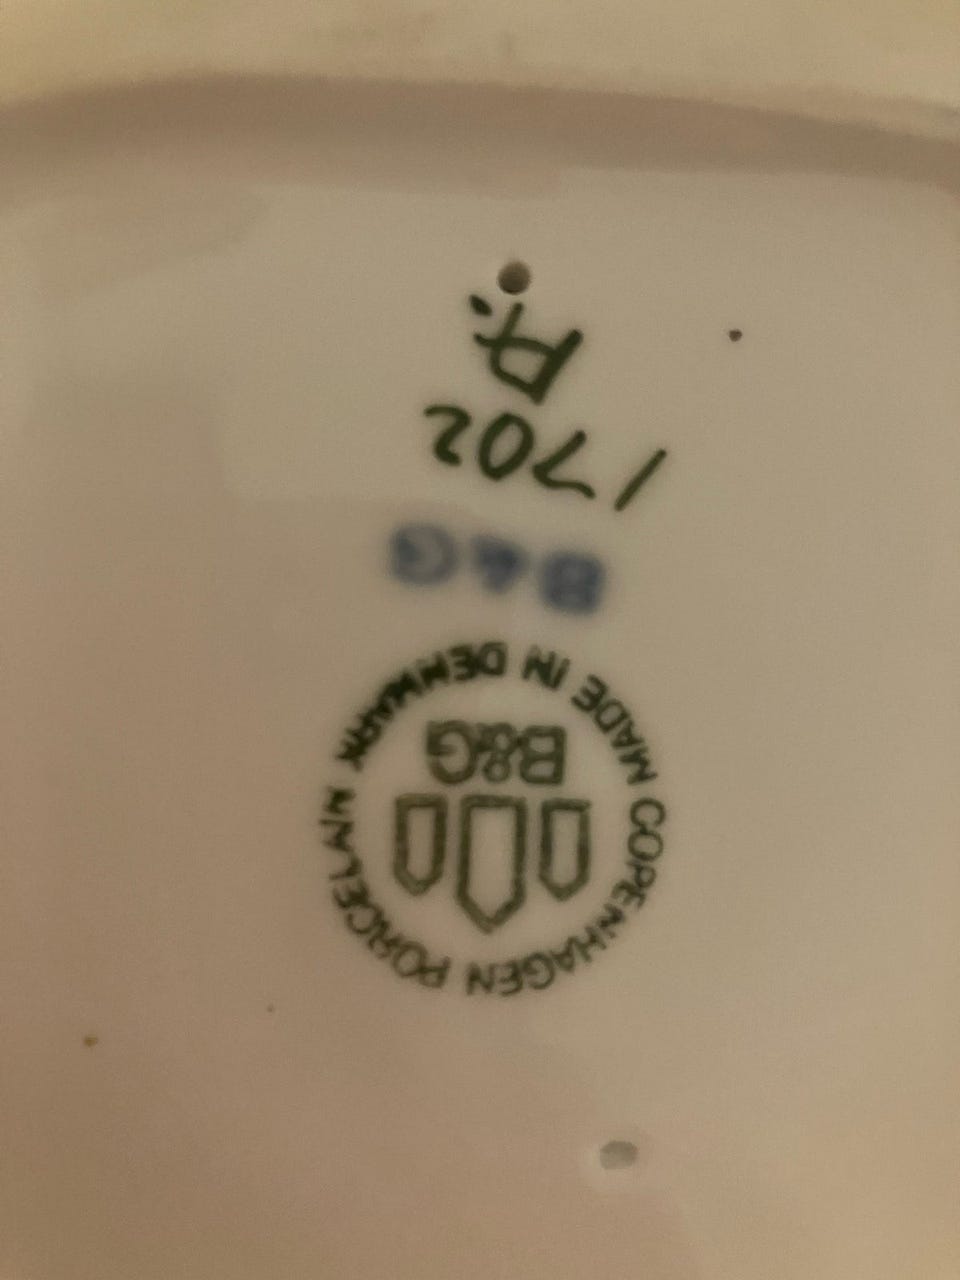 COPENHAGEN PORCELAIN
B&G
MADE IN DENMARK
B&G
1702